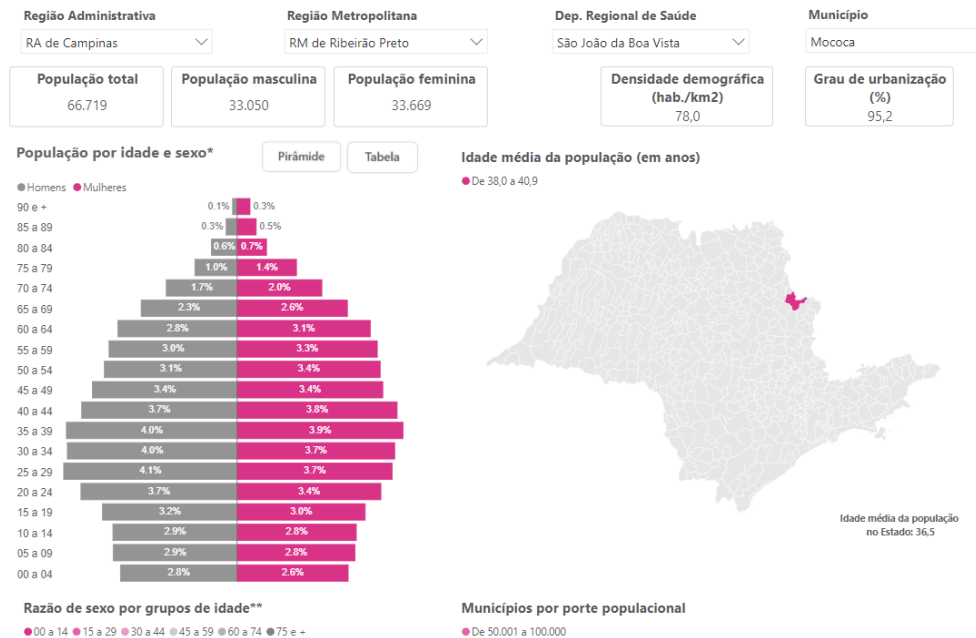 Região Administrativa
RA de Campinas
Região Metropolitana
RM de Ribeirão Preto
Dep. Regional de Saúde
São João da Boa Vista
Município
Mococa
População total
66.719
População masculina
33.050
População feminina
33.669
Densidade demográfica
(hab./km2)
78,0
Grau de urbanização
(%)
95,2
População por idade e sexo*
Pirâmide
Tabela
Homens Mulheres
90 e + 0.1% 0.3%
85 a 89 0.3% 0.5%
80 a 84 0.6% 0.7%
75 a 79 1.0% 1.4%
70 a 74 1.7% 2.0%
65 a 69 2.3% 2.6%
60 a 64 2.8% 3.1%
55 a 59 3.0% 3.3%
50 a 54 3.1% 3.4%
45 a 49 3.4% 3.4%
40 a 44 3.7% 3.8%
35 a 39 4.0% 3.9%
30 a 34 4.0% 3.7%
25 a 29 4.1% 3.7%
20 a 24 3.7% 3.4%
15 a 19 3.2% 3.0%
10 a 14 2.9% 2.8%
05 a 09 2.9% 2.8%
00 a 04 2.8% 2.6%
Idade média da população (em anos)
De 38,0 a 40,9
Idade média da população
no Estado: 36,5
Razão de sexo por grupos de idade**
00 a 14 15 a 29 30 a 44 45 a 59 60 a 74 75 e +
Municípios por porte populacional
De 50.001 a 100.000